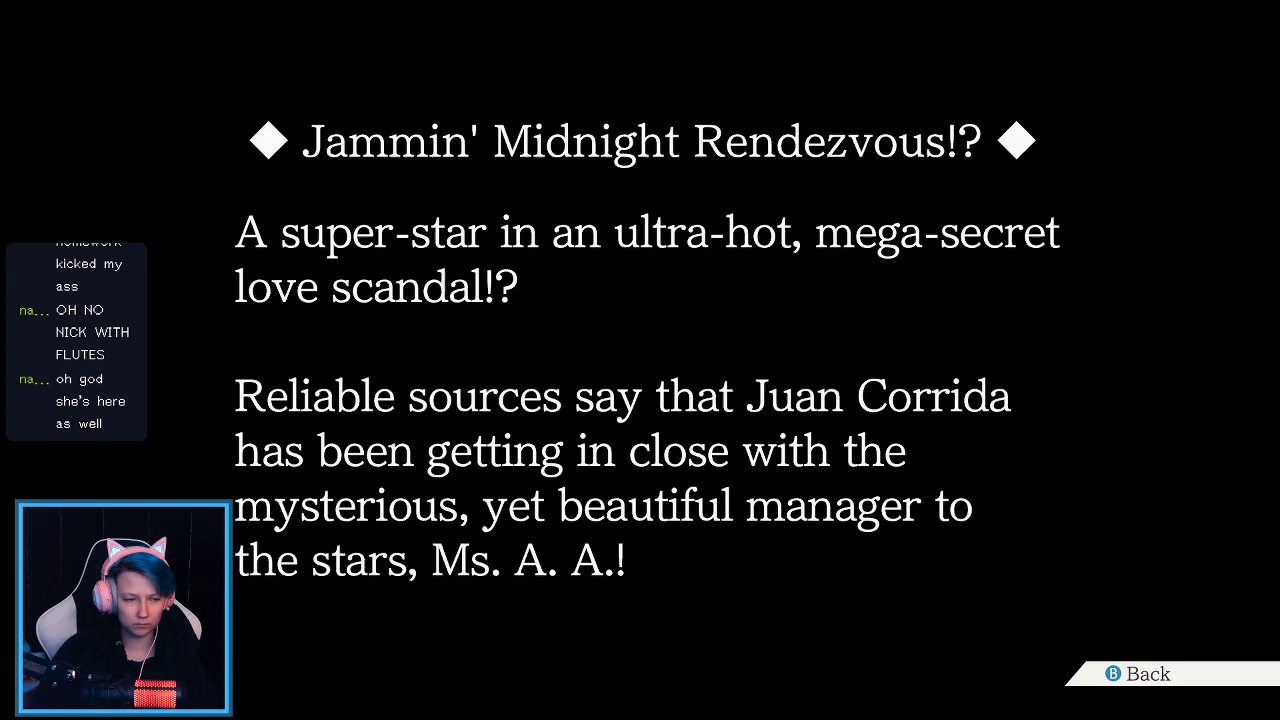 ◆ Jammin' Midnight Rendezvous!? ◆
A super-star in an ultra-hot, mega-secret
love scandal!?
Reliable sources say that Juan Corrida
has been getting in close with the
mysterious, yet beautiful manager to
the stars, Ms. A. A.!
homework
kicked my
ass
na... OH NO
NICK WITH
FLUTES
na... oh god
she's here
as well
B Back